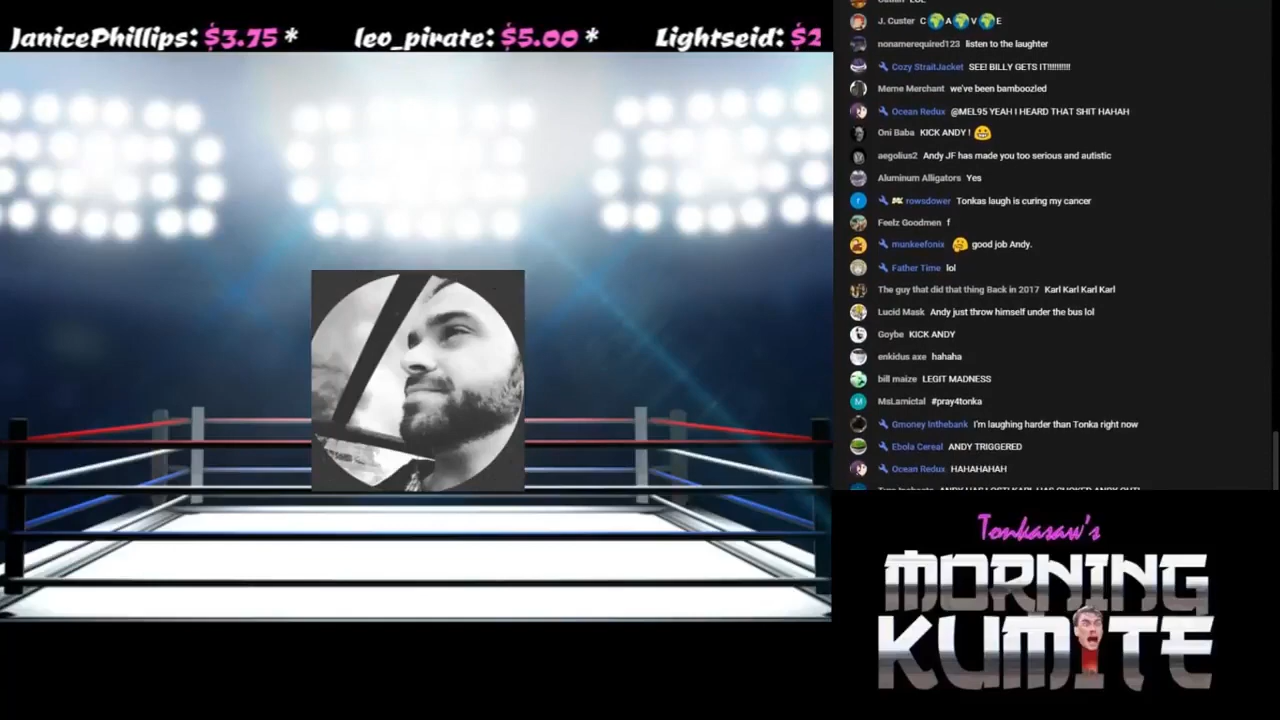 JanicePhillips: $3.75 * leo_pirate: $5.00 * Lightseid: $2
J. Custer C🌍A🌍V🌍E
nonamerequired123 listen to the laughter
Cozy StraitJacket SEE! BILLY GETS IT!!!!!!!!!!
Meme Merchant we've been bamboozled
Ocean Redux @MEL95 YEAH I HEARD THAT SHIT HAHAH
Oni Baba KICK ANDY ! 😀
aegolius2 Andy JF has made you too serious and autistic
Aluminum Alligators Yes
rowsdower Tonkas laugh is curing my cancer
Feelz Goodmen f
munkeefonix 🤔 good job Andy.
Father Time lol
The guy that did that thing Back in 2017 Karl Karl Karl Karl
Lucid Mask Andy just throw himself under the bus lol
Goybe KICK ANDY
enkidus axe hahaha
bill maize LEGIT MADNESS
M MsLamictal #pray4tonka
Gmoney Inthebank I'm laughing harder than Tonka right now
Ebola Cereal ANDY TRIGGERED
Ocean Redux HAHAHAHAH
Tonkasaw's
MORNING
KUMITE